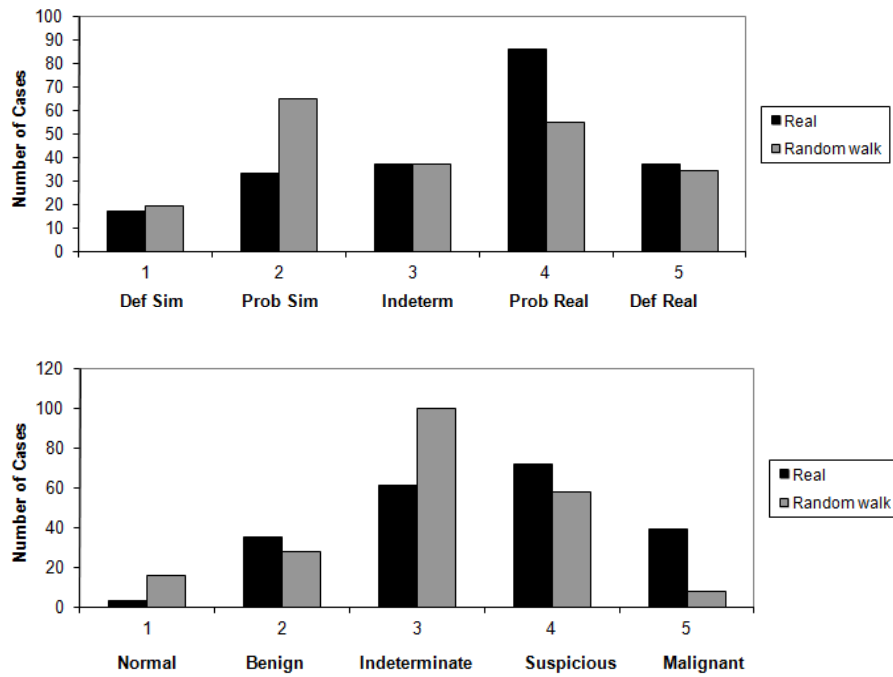 100
90
80
70
60
50
40
30
20
10
0
Number of Cases
1 2 3 4 5
Def Sim Prob Sim Indeterm Prob Real Def Real
Real
Random walk
120
100
80
60
40
20
0
Number of Cases
1 2 3 4 5
Normal Benign Indeterminate Suspicious Malignant
Real
Random walk